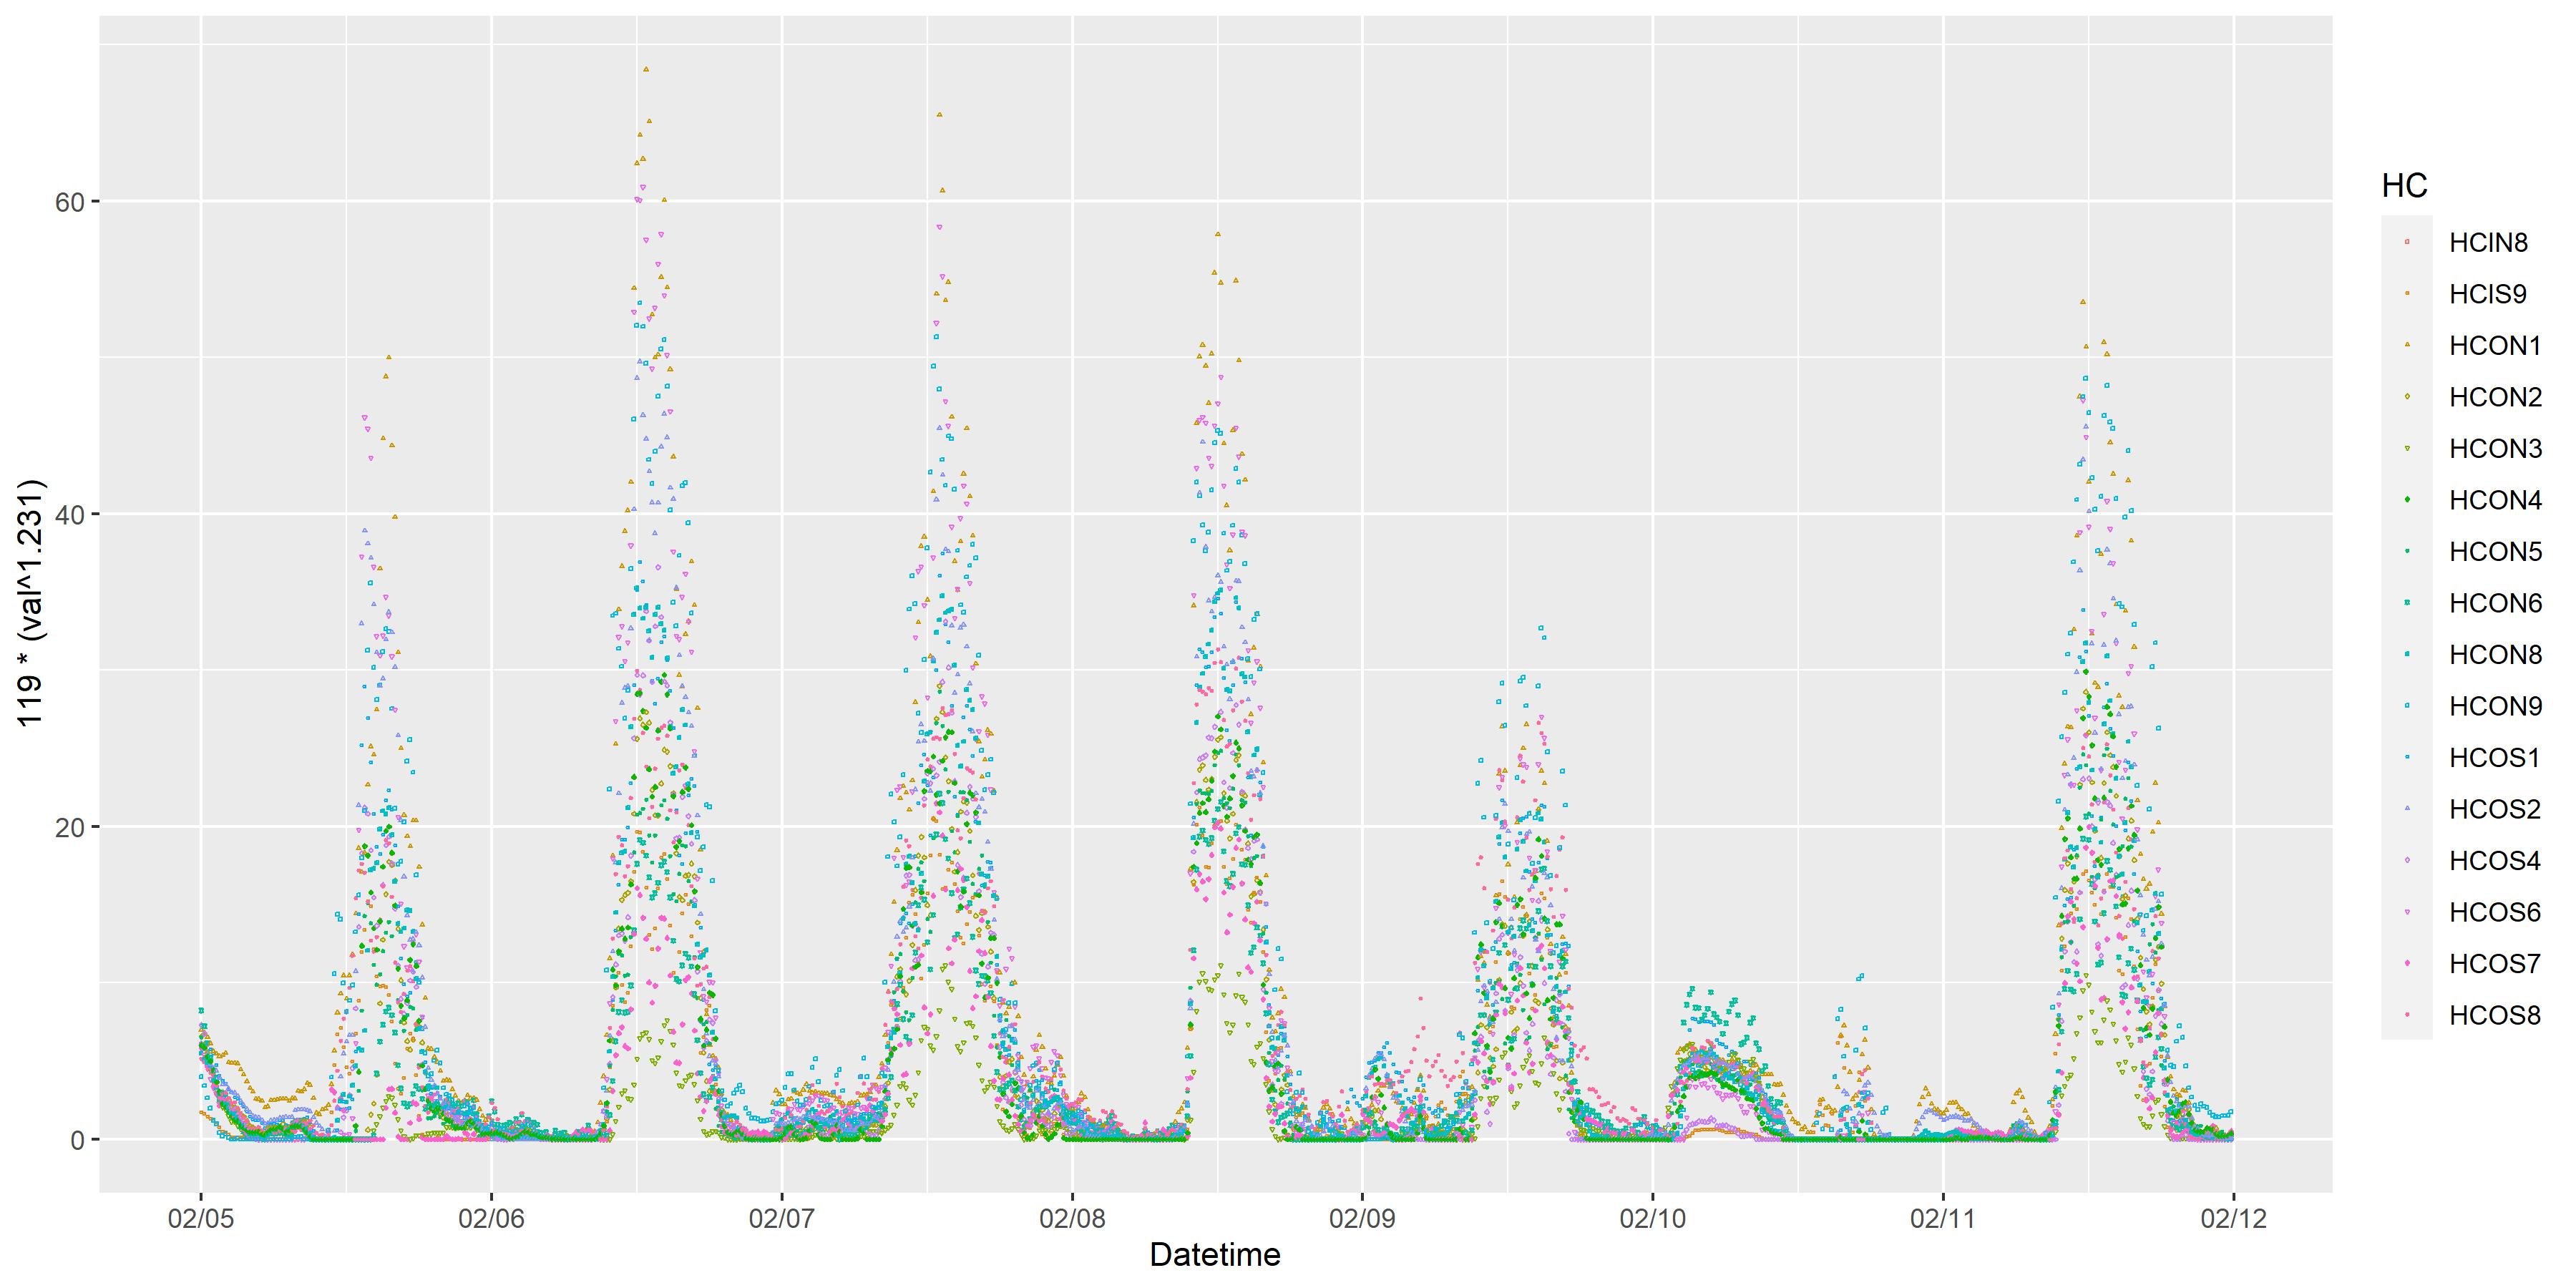 60
40
20
0
119 * (val^1.231)
02/05
02/06
02/07
02/08
02/09
02/10
02/11
02/12
Datetime
HC
HCIN8
HCIS9
HCON1
HCON2
HCON3
HCON4
HCON5
HCON6
HCON8
HCON9
HCOS1
HCOS2
HCOS4
HCOS6
HCOS7
HCOS8